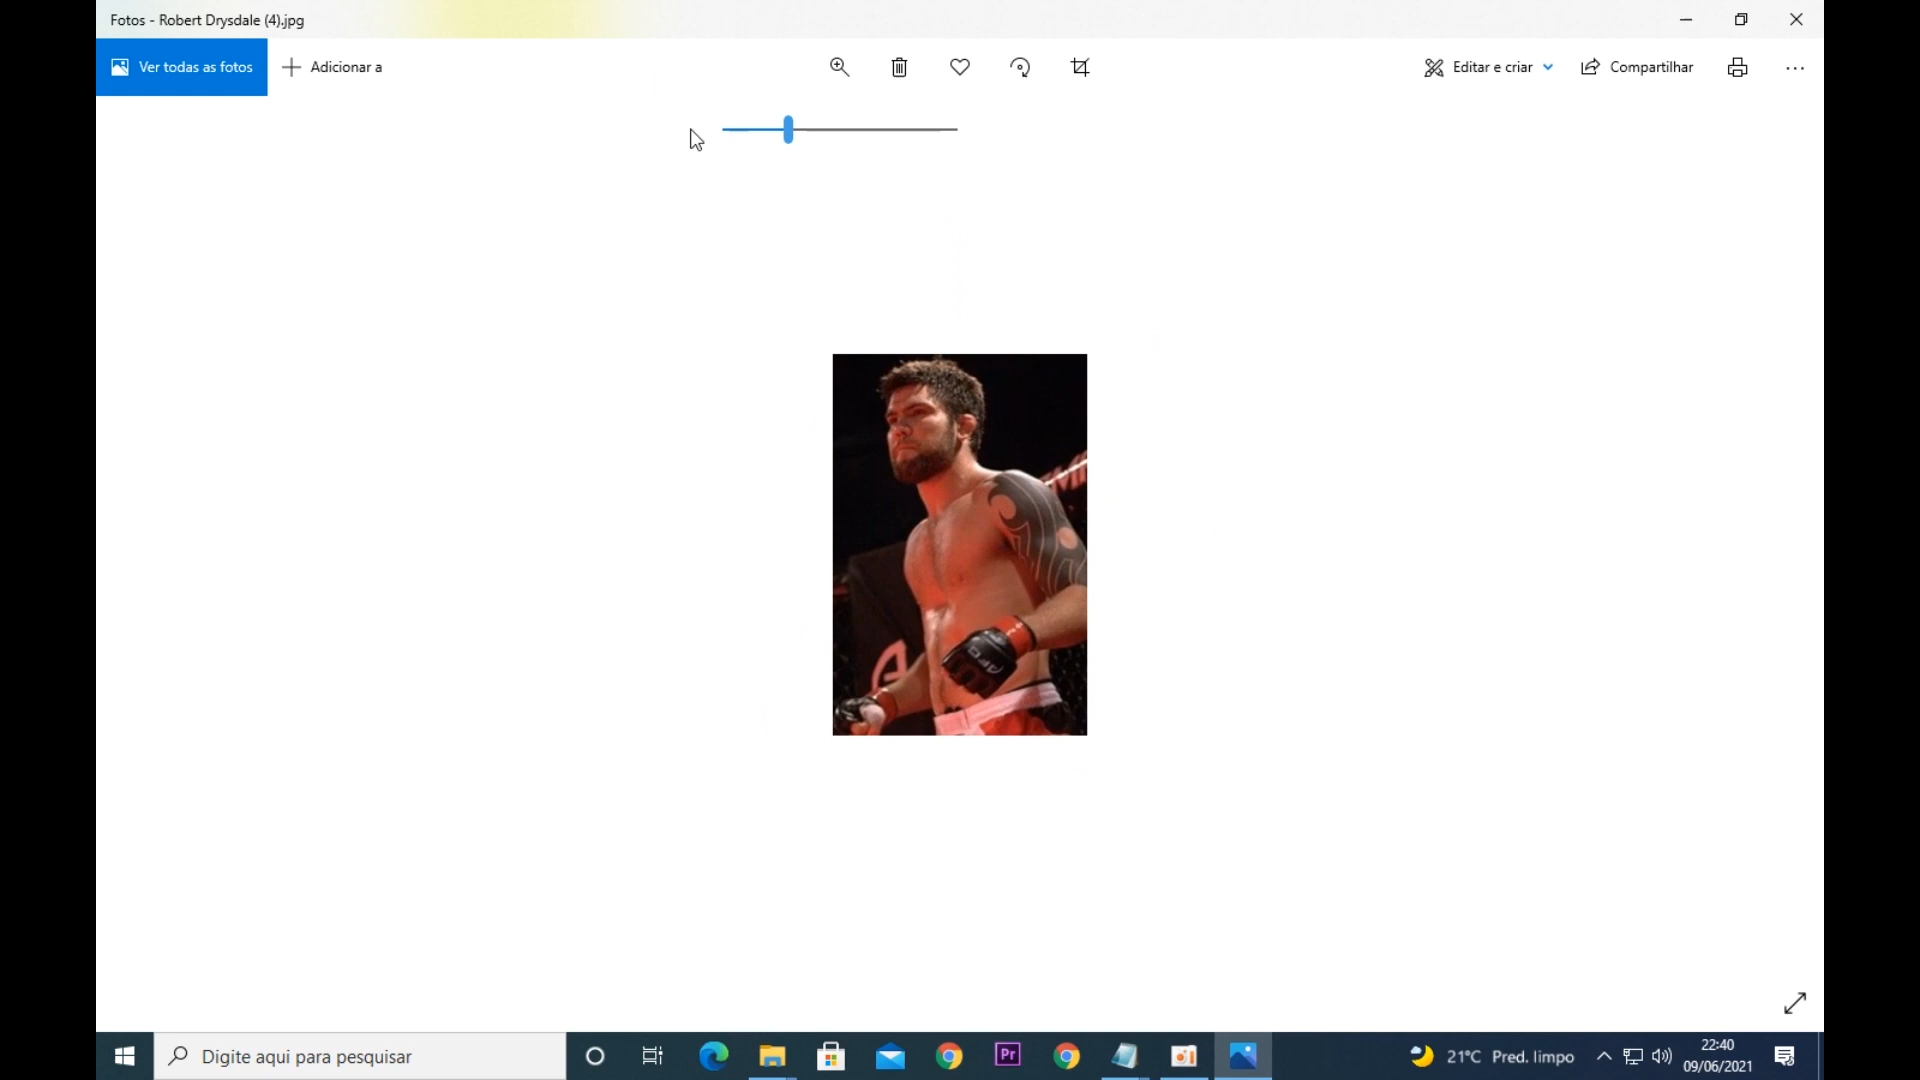 Fotos - Robert Drysdale (4).jpg
Ver todas as fotos
Adicionar a
Editar e criar
Compartilhar
Digite aqui para pesquisar
Pr
21°C Pred. limpo
22:40
09/06/2021